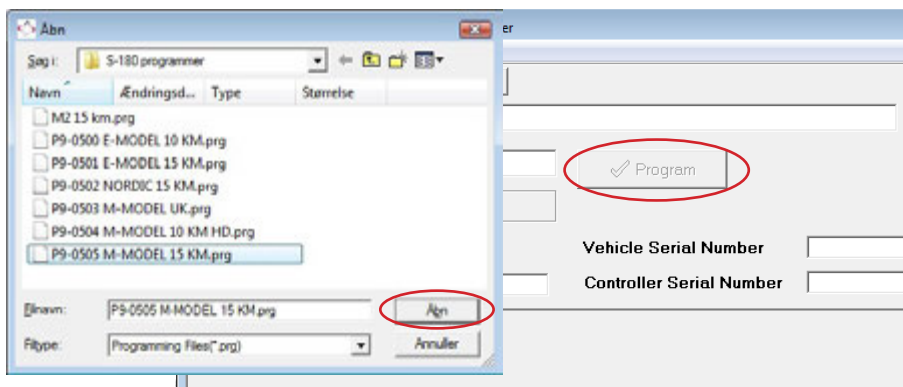 Åbn
er
Søg i:
S-180 programmer
Navn Ændringsd... Type Størrelse
M2 15 km.prg
P9-0500 E-MODEL 10 KM.prg
P9-0501 E-MODEL 15 KM.prg
P9-0502 NORDIC 15 KM.prg
P9-0503 M-MODEL UK.prg
P9-0504 M-MODEL 10 KM HD.prg
P9-0505 M-MODEL 15 KM.prg
Filnavn: P9-0505 M-MODEL 15 KM.prg Åbn
Filtype: Programming Files(*.prg) Annuller
Program
Vehicle Serial Number
Controller Serial Number